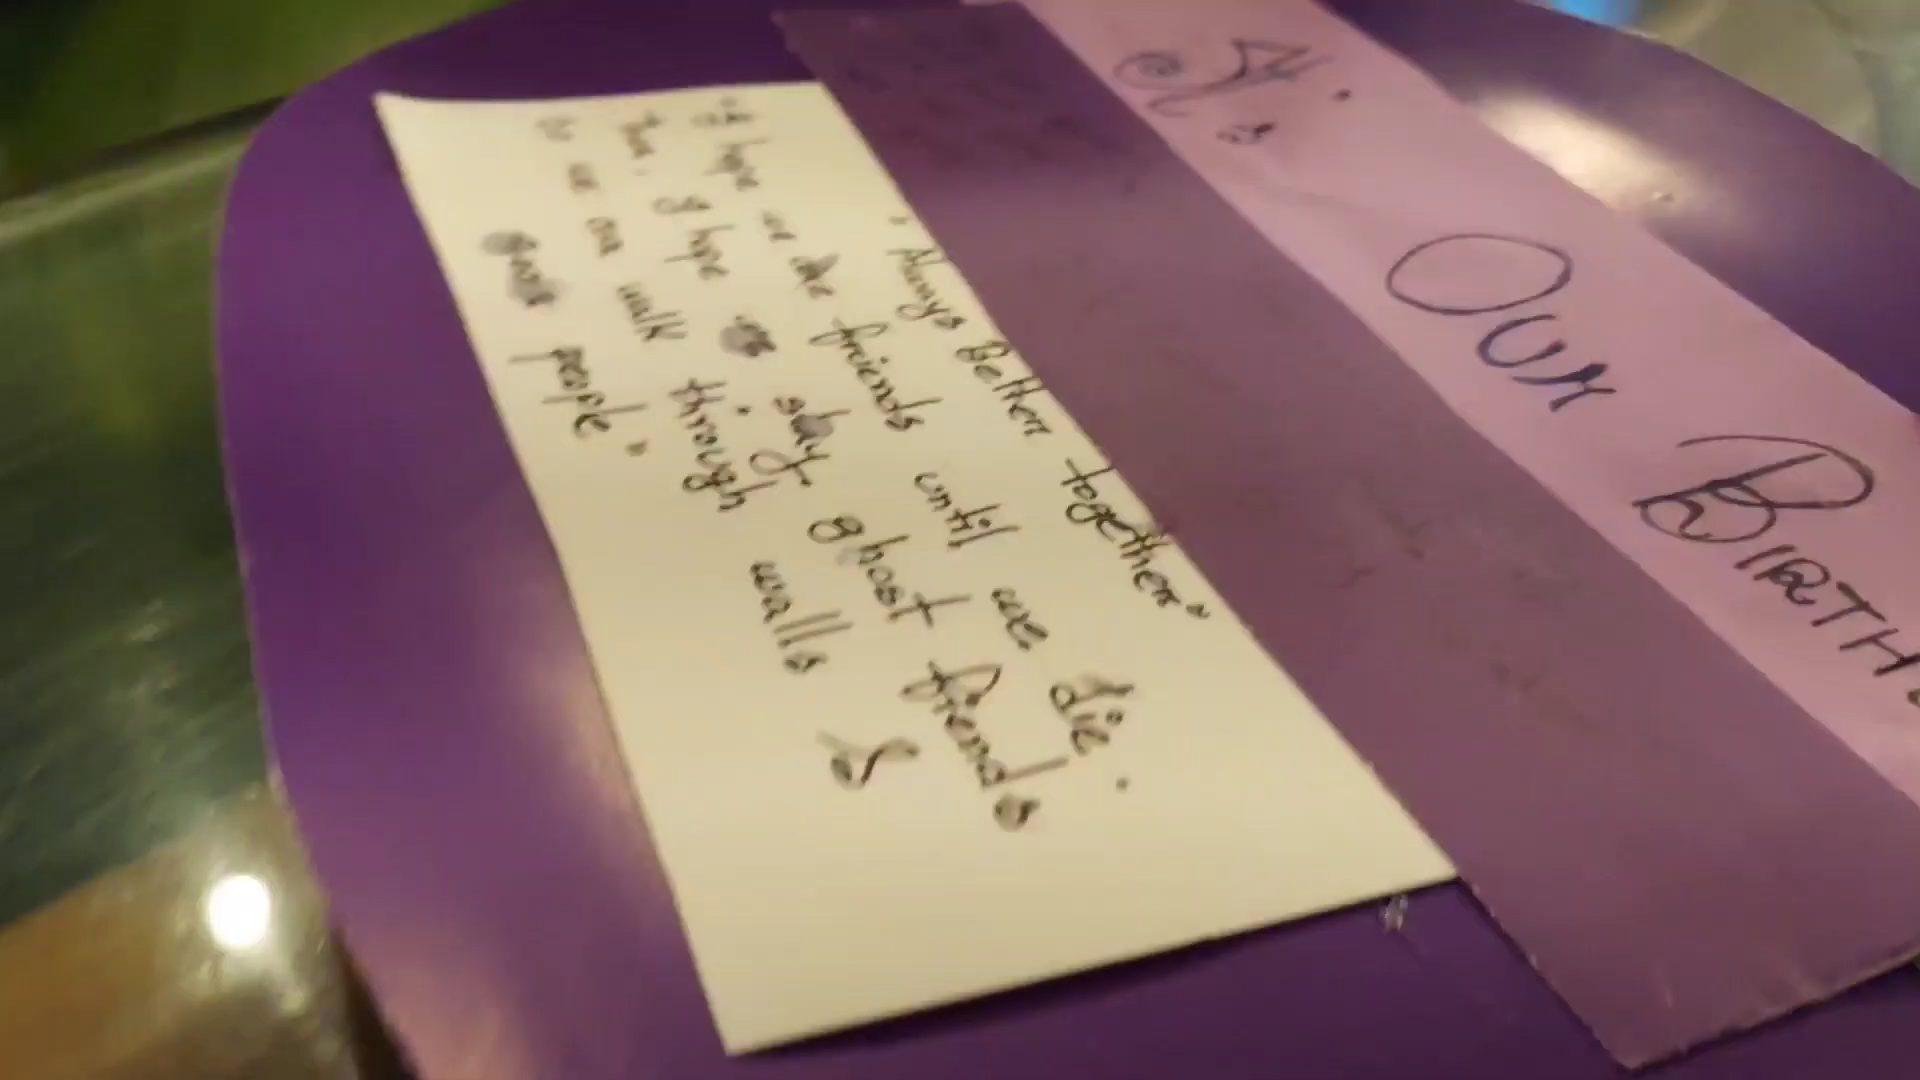 "Always Better together"
I hope we are friends until we die.
Then, I hope we stay ghost friends
So we can walk through walls &
people"
Our
BIRTH